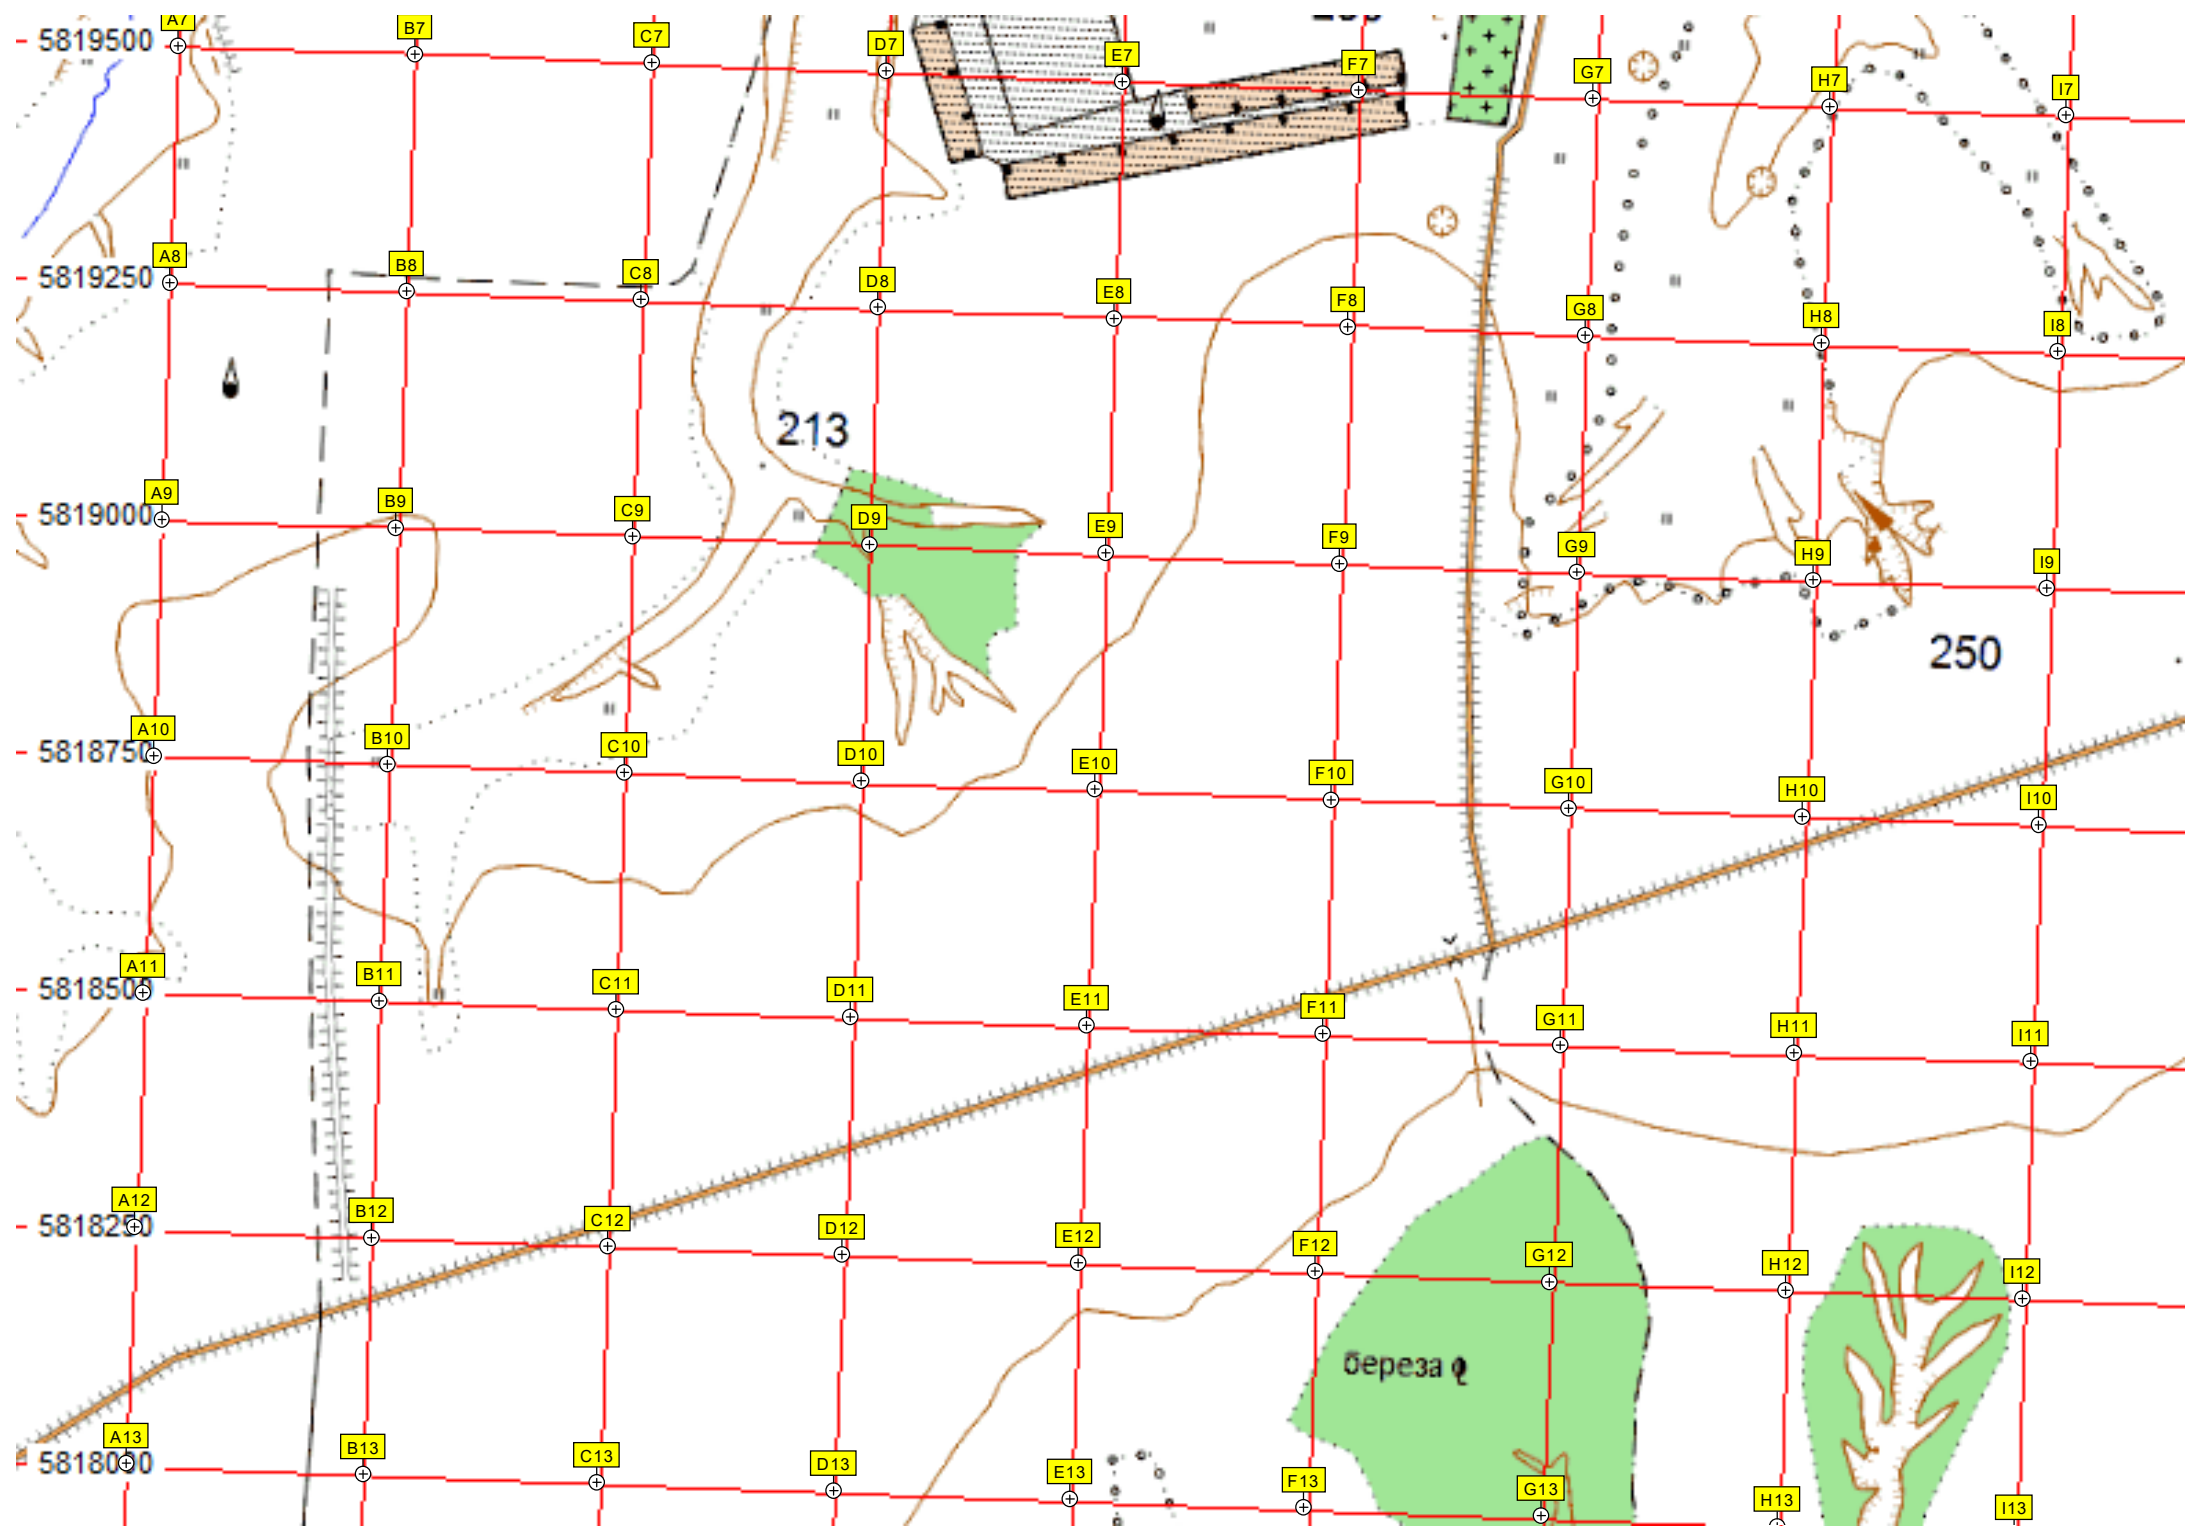 A7 B7 C7 D7 E7 F7 G7 H7 I7
5819500
A8 B8 C8 D8 E8 F8 G8 H8 I8
5819250
213
A9 B9 C9 D9 E9 F9 G9 H9 I9
5819000
250
A10 B10 C10 D10 E10 F10 G10 H10 I10
5818750
A11 B11 C11 D11 E11 F11 G11 H11 I11
5818500
A12 B12 C12 D12 E12 F12 G12 H12 I12
5818250
береза
A13 B13 C13 D13 E13 F13 G13 H13 I13
5818000